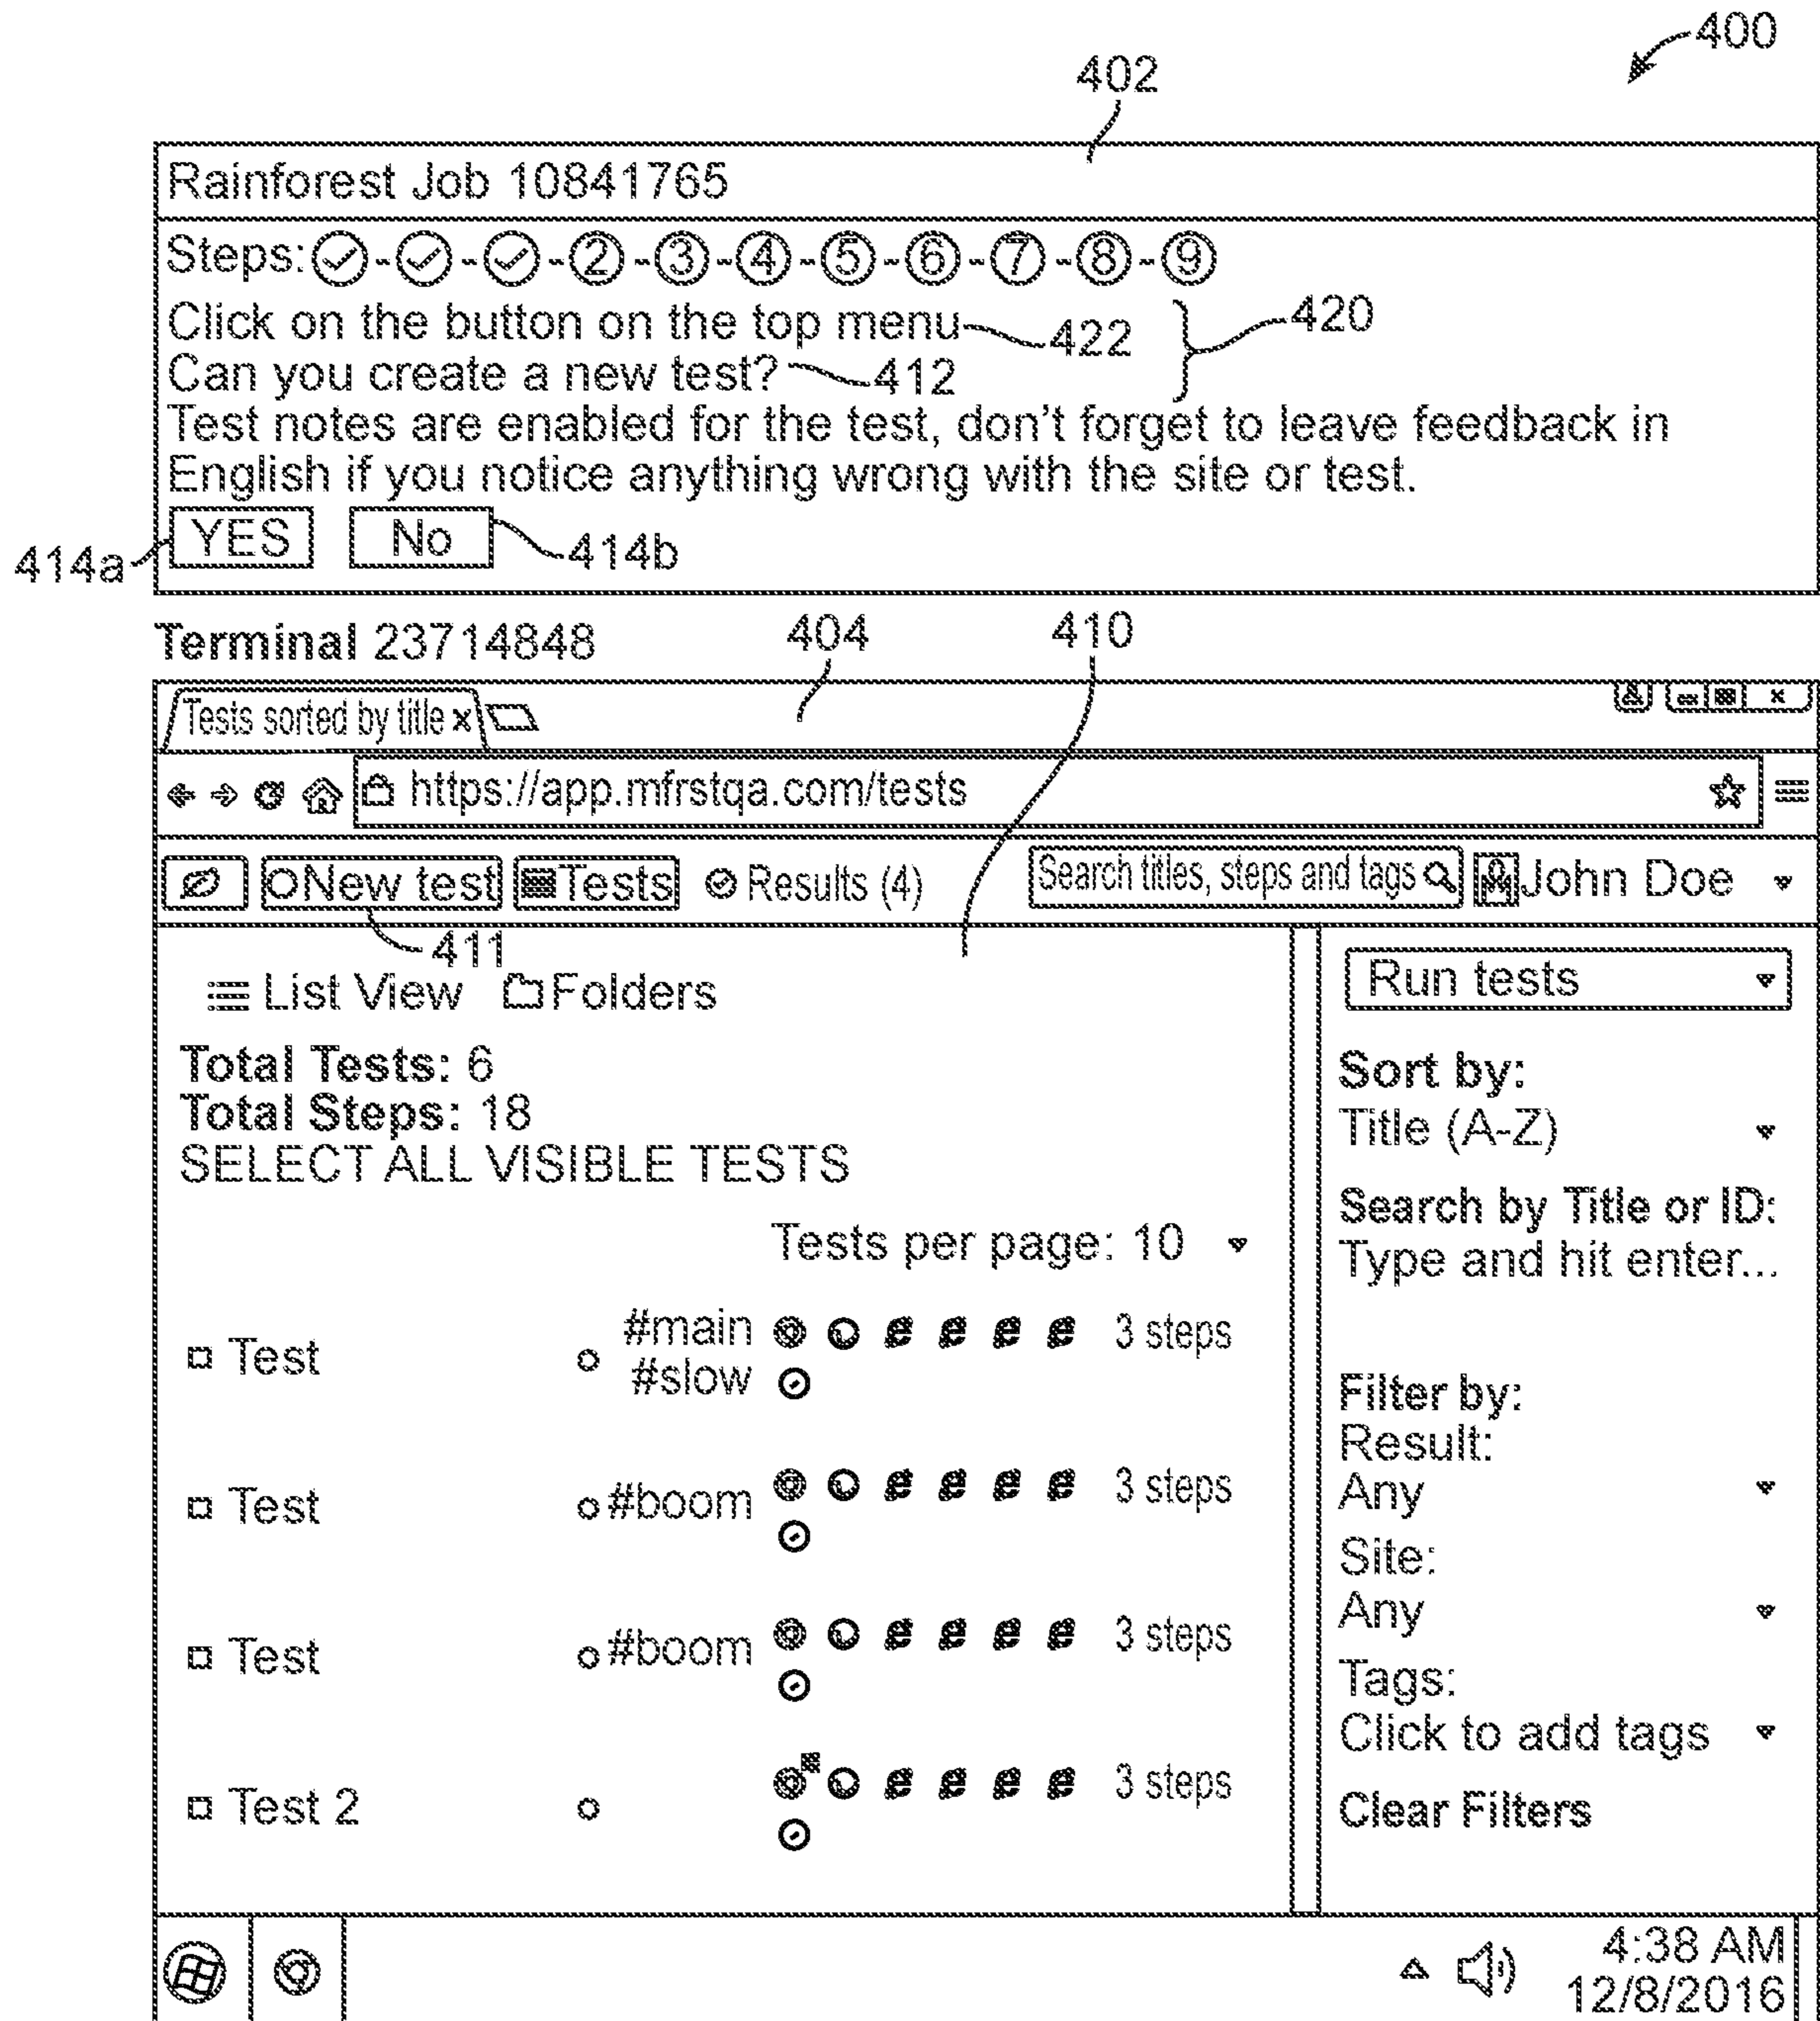 400
402
Rainforest Job 10841765
Steps: 2 - 3 - 4 - 5 - 6 - 7 - 8 - 9
Click on the button on the top menu 422 420
Can you create a new test? 412
Test notes are enabled for the test, don't forget to leave feedback in
English if you notice anything wrong with the site or test.
414a YES No 414b
Terminal 23714848 404 410
Tests sorted by title x
https://app.mfrstqa.com/tests
New test Tests Results (4) Search titles, steps and tags John Doe
411
List View Folders
Total Tests: 6
Total Steps: 18
SELECT ALL VISIBLE TESTS
Tests per page: 10
Test #main 3 steps
#slow
Test #boom 3 steps
Test #boom 3 steps
Test 2 3 steps
Run tests
Sort by:
Title (A-Z)
Search by Title or ID:
Type and hit enter...
Filter by:
Result:
Any
Site:
Any
Tags:
Click to add tags
Clear Filters
4:38 AM
12/8/2016